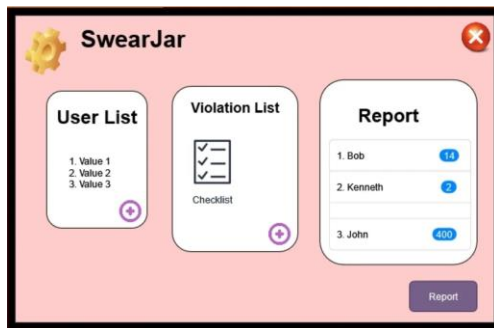 SwearJar
User List
1. Value 1
2. Value 2
3. Value 3
Violation List
Checklist
Report
1. Bob 14
2. Kenneth 2
3. John 400
Report